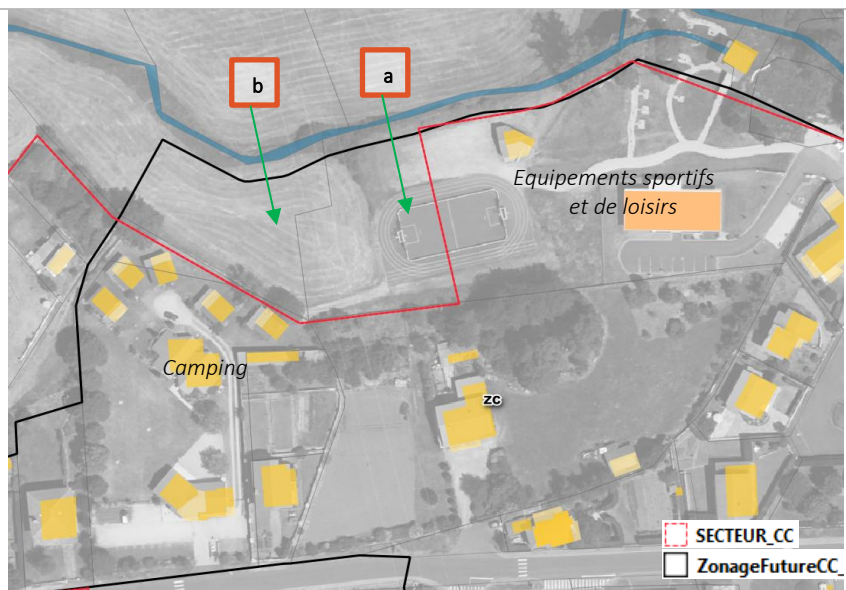 b
a
Equipements sportifs
et de loisirs
Camping
zc
SECTEUR_CC
ZonageFutureCC_